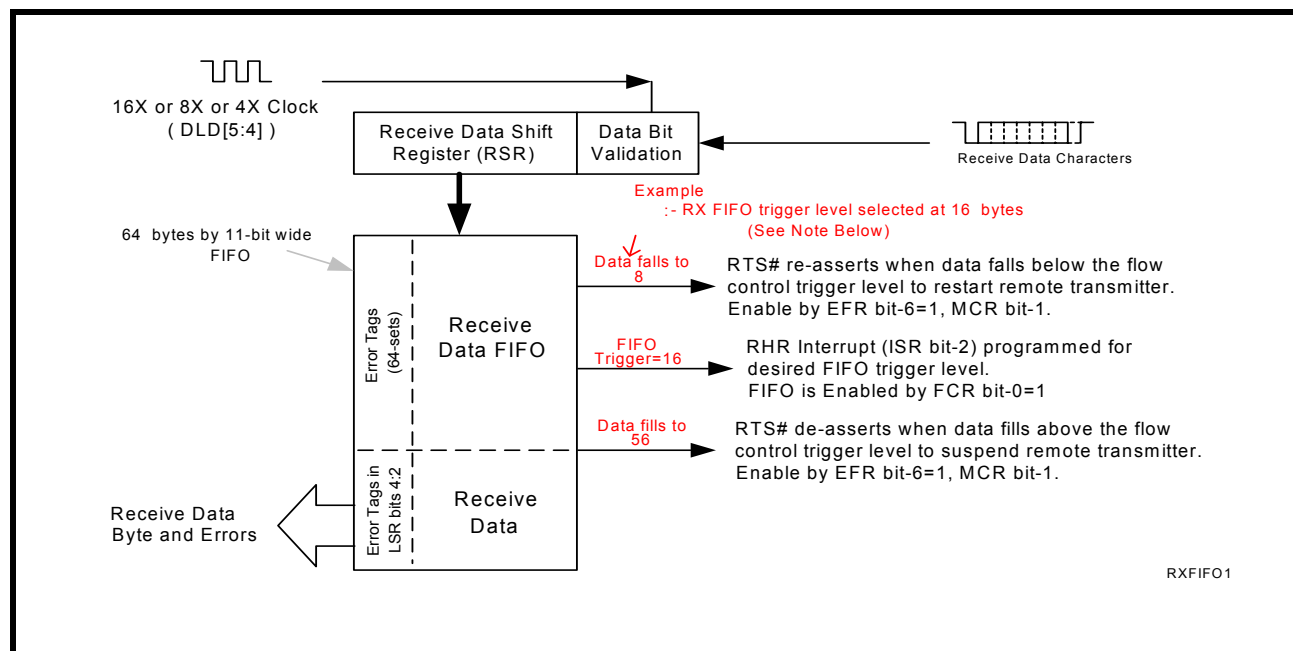 16X or 8X or 4X Clock
( DLD[5:4] )
Receive Data Shift
Register (RSR)
Data Bit
Validation
Receive Data Characters
Example
:- RX FIFO trigger level selected at 16 bytes
(See Note Below)
64 bytes by 11-bit wide
FIFO
Data falls to
8
RTS# re-asserts when data falls below the flow
control trigger level to restart remote transmitter.
Enable by EFR bit-6=1, MCR bit-1.
Error Tags
(64-sets)
Receive
Data FIFO
FIFO
Trigger=16
RHR Interrupt (ISR bit-2) programmed for
desired FIFO trigger level.
FIFO is Enabled by FCR bit-0=1
Data fills to
56
RTS# de-asserts when data fills above the flow
control trigger level to suspend remote transmitter.
Enable by EFR bit-6=1, MCR bit-1.
Error Tags in
LSR bits 4:2
Receive
Data
Receive Data
Byte and Errors
RXFIFO1